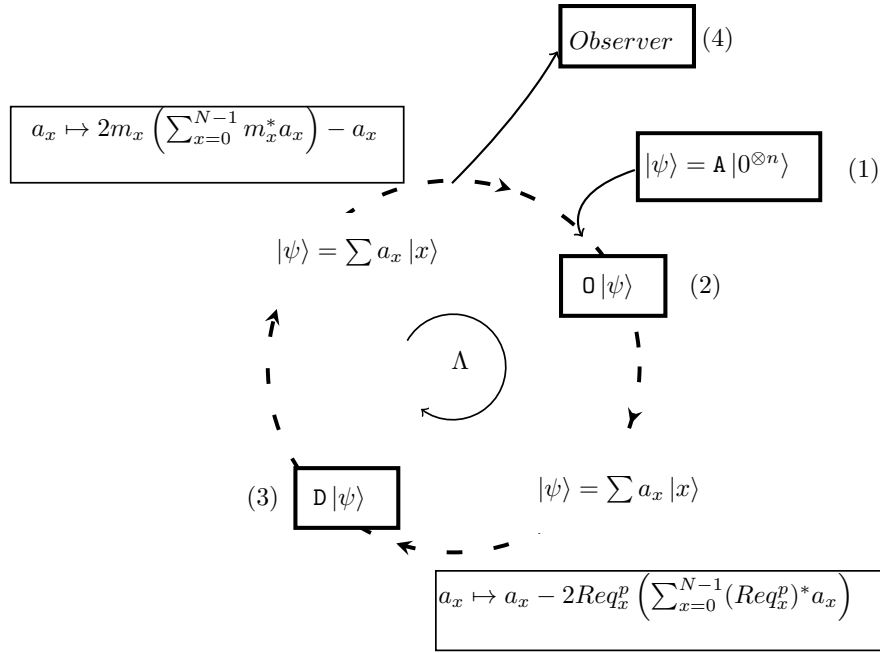 Observer (4)
a_x ↦ 2m_x (∑_{x=0}^{N−1} m_x^* a_x) − a_x
|ψ⟩ = A |0^{⊗n}⟩ (1)
|ψ⟩ = ∑ a_x |x⟩
O |ψ⟩ (2)
Λ
(3) D |ψ⟩
|ψ⟩ = ∑ a_x |x⟩
a_x ↦ a_x − 2Req_x^p (∑_{x=0}^{N−1} (Req_x^p)^* a_x)